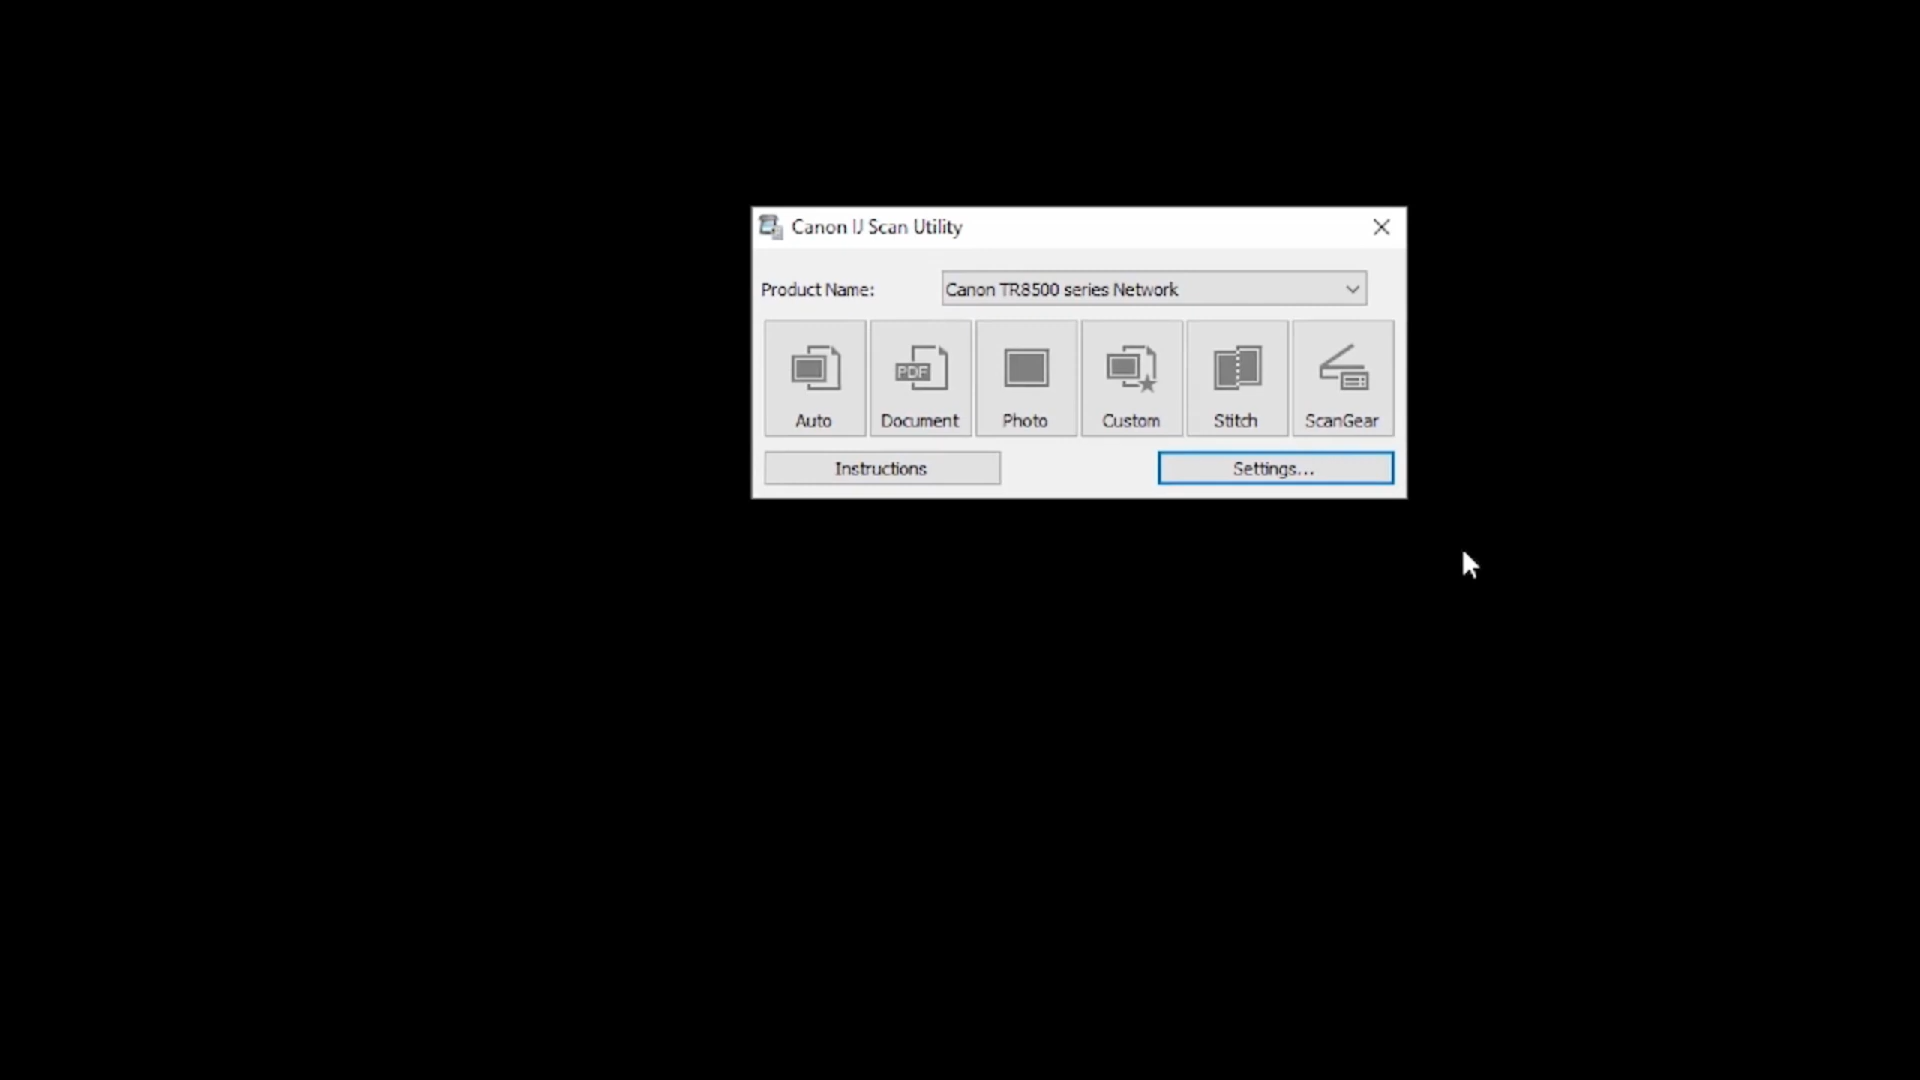 Canon IJ Scan Utility
Product Name: Canon TR8500 series Network
PDF
Auto Document Photo Custom Stitch ScanGear
Instructions Settings...